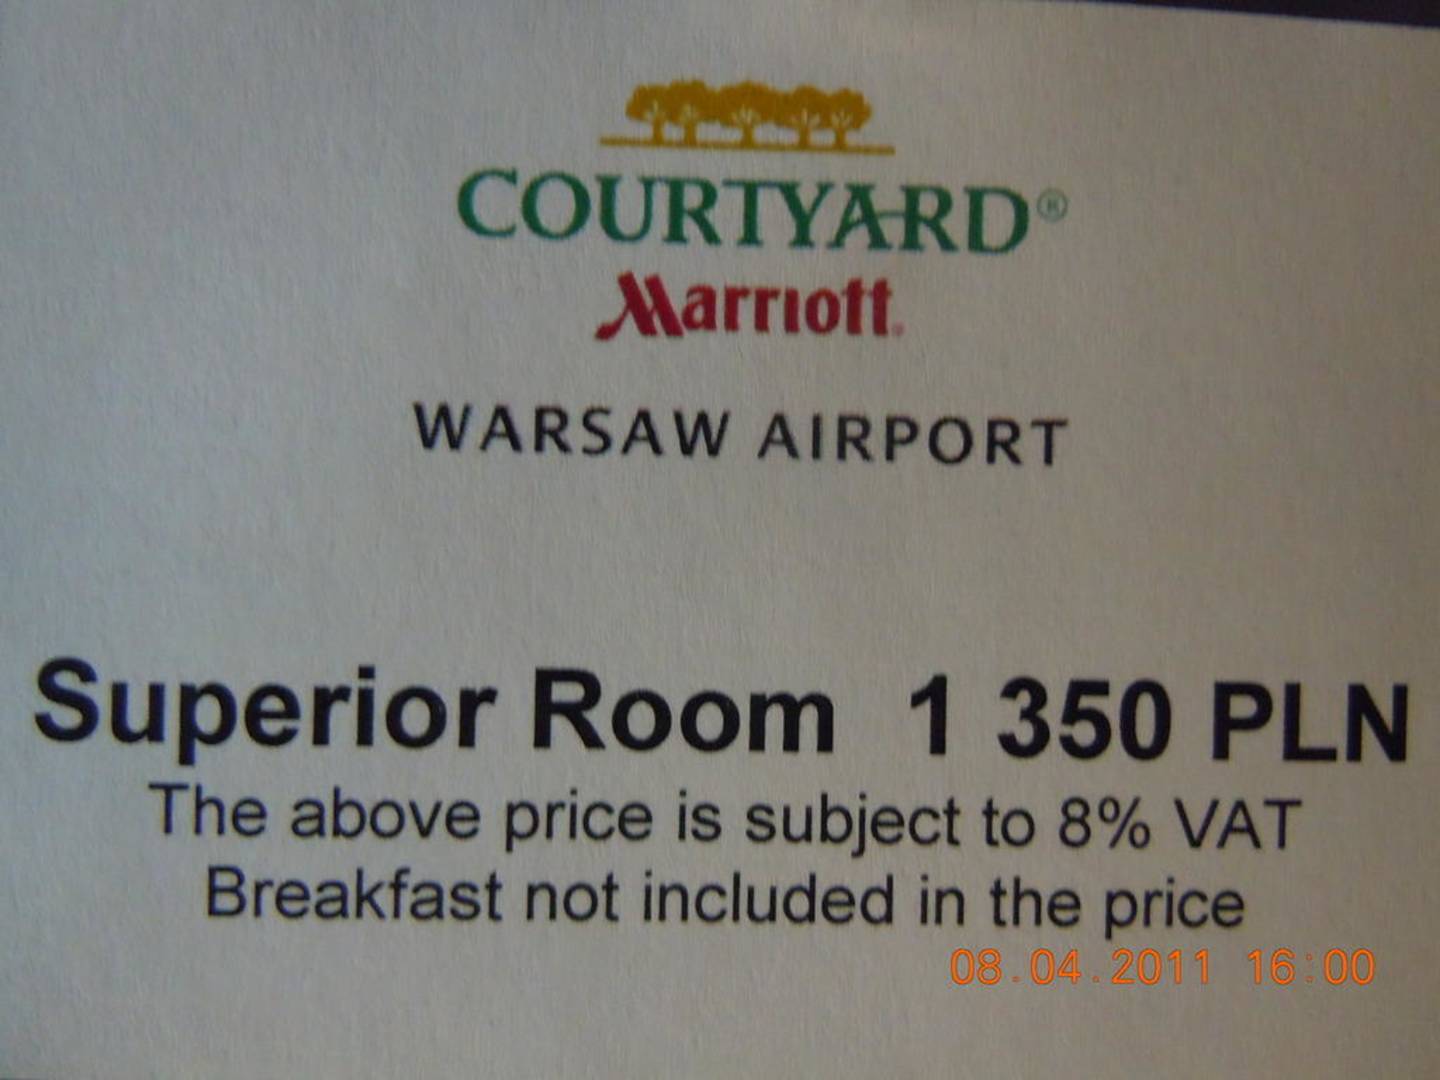 COURTYARD®
Marriott
WARSAW AIRPORT
Superior Room 1 350 PLN
The above price is subject to 8% VAT
Breakfast not included in the price
08.04.2011 16:00